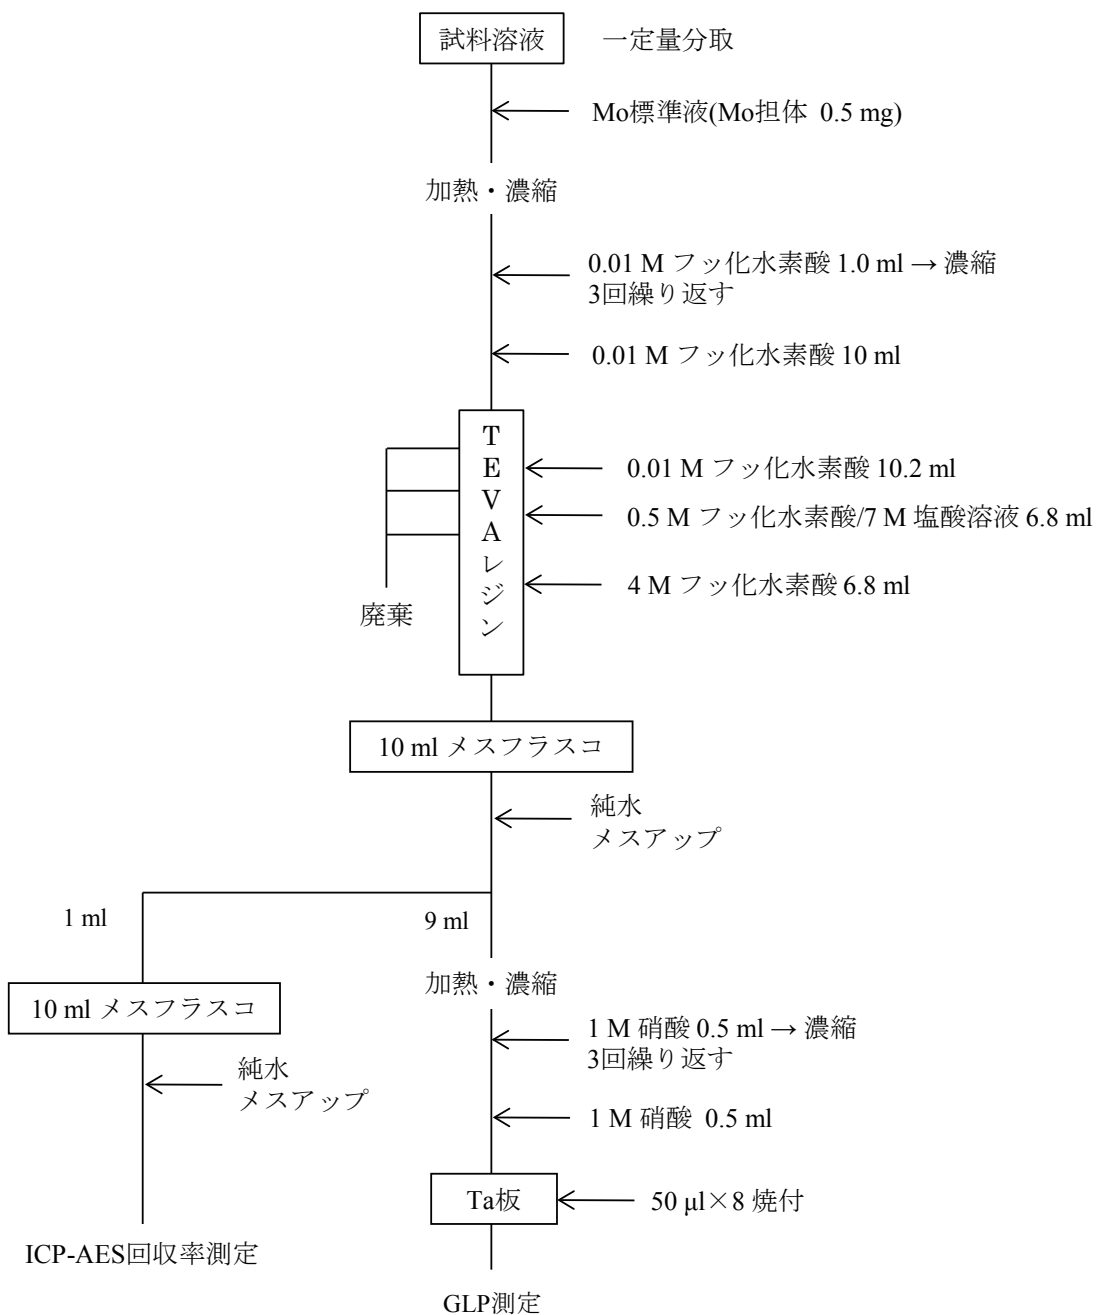 試料溶液 一定量分取
Mo標準液(Mo担体 0.5 mg)
加熱・濃縮
0.01 M フッ化水素酸 1.0 ml → 濃縮
3回繰り返す
0.01 M フッ化水素酸 10 ml
TEVAレジン
0.01 M フッ化水素酸 10.2 ml
0.5 M フッ化水素酸/7 M 塩酸溶液 6.8 ml
4 M フッ化水素酸 6.8 ml
廃棄
10 ml メスフラスコ
純水
メスアップ
1 ml
9 ml
10 ml メスフラスコ
純水
メスアップ
ICP-AES回収率測定
加熱・濃縮
1 M 硝酸 0.5 ml → 濃縮
3回繰り返す
1 M 硝酸 0.5 ml
Ta板
50 μl×8 焼付
GLP測定